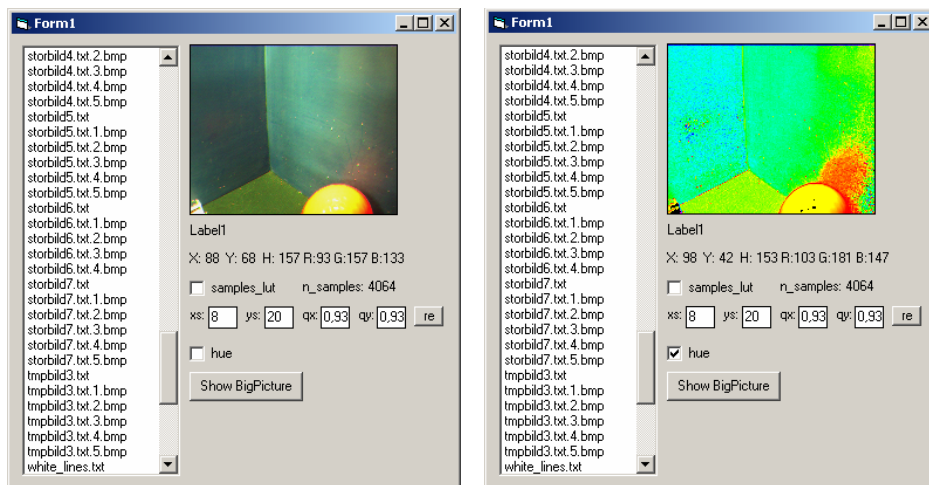 Form1
storbild4.txt.2.bmp
storbild4.txt.3.bmp
storbild4.txt.4.bmp
storbild4.txt.5.bmp
storbild5.txt
storbild5.txt.1.bmp
storbild5.txt.2.bmp
storbild5.txt.3.bmp
storbild5.txt.4.bmp
storbild5.txt.5.bmp
storbild6.txt
storbild6.txt.1.bmp
storbild6.txt.2.bmp
storbild6.txt.3.bmp
storbild6.txt.4.bmp
storbild7.txt
storbild7.txt.1.bmp
storbild7.txt.2.bmp
storbild7.txt.3.bmp
storbild7.txt.4.bmp
storbild7.txt.5.bmp
tmpbild3.txt
tmpbild3.txt.1.bmp
tmpbild3.txt.2.bmp
tmpbild3.txt.3.bmp
tmpbild3.txt.4.bmp
tmpbild3.txt.5.bmp
white_lines.txt
Label1
X: 88 Y: 68 H: 157 R:93 G:157 B:133
samples_lut n_samples: 4064
xs: 8 ys: 20 qx: 0,93 qy: 0,93 re
hue
Show BigPicture
Form1
storbild4.txt.2.bmp
storbild4.txt.3.bmp
storbild4.txt.4.bmp
storbild4.txt.5.bmp
storbild5.txt
storbild5.txt.1.bmp
storbild5.txt.2.bmp
storbild5.txt.3.bmp
storbild5.txt.4.bmp
storbild5.txt.5.bmp
storbild6.txt
storbild6.txt.1.bmp
storbild6.txt.2.bmp
storbild6.txt.3.bmp
storbild6.txt.4.bmp
storbild7.txt
storbild7.txt.1.bmp
storbild7.txt.2.bmp
storbild7.txt.3.bmp
storbild7.txt.4.bmp
storbild7.txt.5.bmp
tmpbild3.txt
tmpbild3.txt.1.bmp
tmpbild3.txt.2.bmp
tmpbild3.txt.3.bmp
tmpbild3.txt.4.bmp
tmpbild3.txt.5.bmp
white_lines.txt
Label1
X: 98 Y: 42 H: 153 R:103 G:181 B:147
samples_lut n_samples: 4064
xs: 8 ys: 20 qx: 0,93 qy: 0,93 re
hue
Show BigPicture